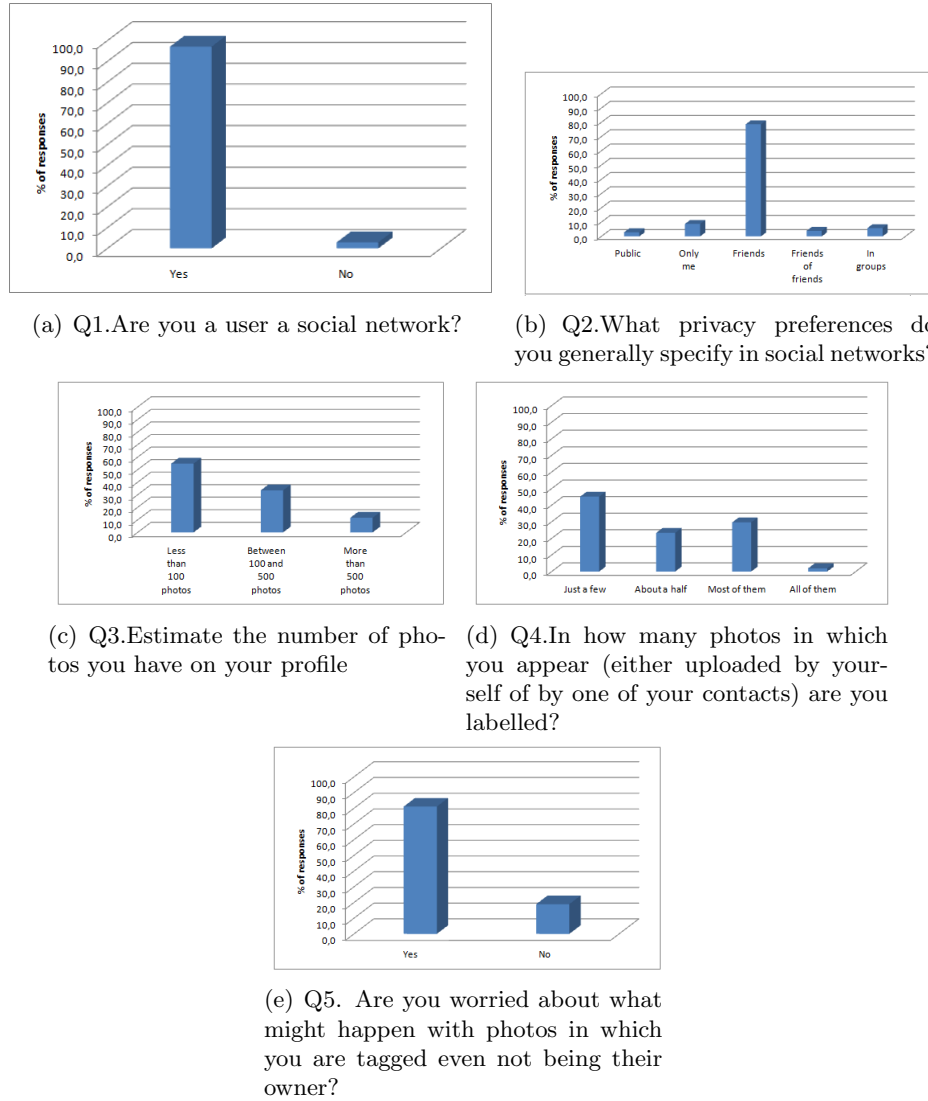 100,0
90,0
80,0
70,0
60,0
50,0
40,0
30,0
20,0
10,0
0,0
% of responses
Yes No
(a) Q1.Are you a user a social network?
100,0
90,0
80,0
70,0
60,0
50,0
40,0
30,0
20,0
10,0
0,0
% of responses
Public Only me Friends Friends of friends In groups
(b) Q2.What privacy preferences do
you generally specify in social networks?
100,0
90,0
80,0
70,0
60,0
50,0
40,0
30,0
20,0
10,0
0,0
% of responses
Less than 100 photos Between 100 and 500 photos More than 500 photos
(c) Q3.Estimate the number of pho-
tos you have on your profile
100,0
90,0
80,0
70,0
60,0
50,0
40,0
30,0
20,0
10,0
0,0
% of responses
Just a few About a half Most of them All of them
(d) Q4.In how many photos in which
you appear (either uploaded by your-
self of by one of your contacts) are you
labelled?
100,0
90,0
80,0
70,0
60,0
50,0
40,0
30,0
20,0
10,0
0,0
% of responses
Yes No
(e) Q5. Are you worried about what
might happen with photos in which
you are tagged even not being their
owner?